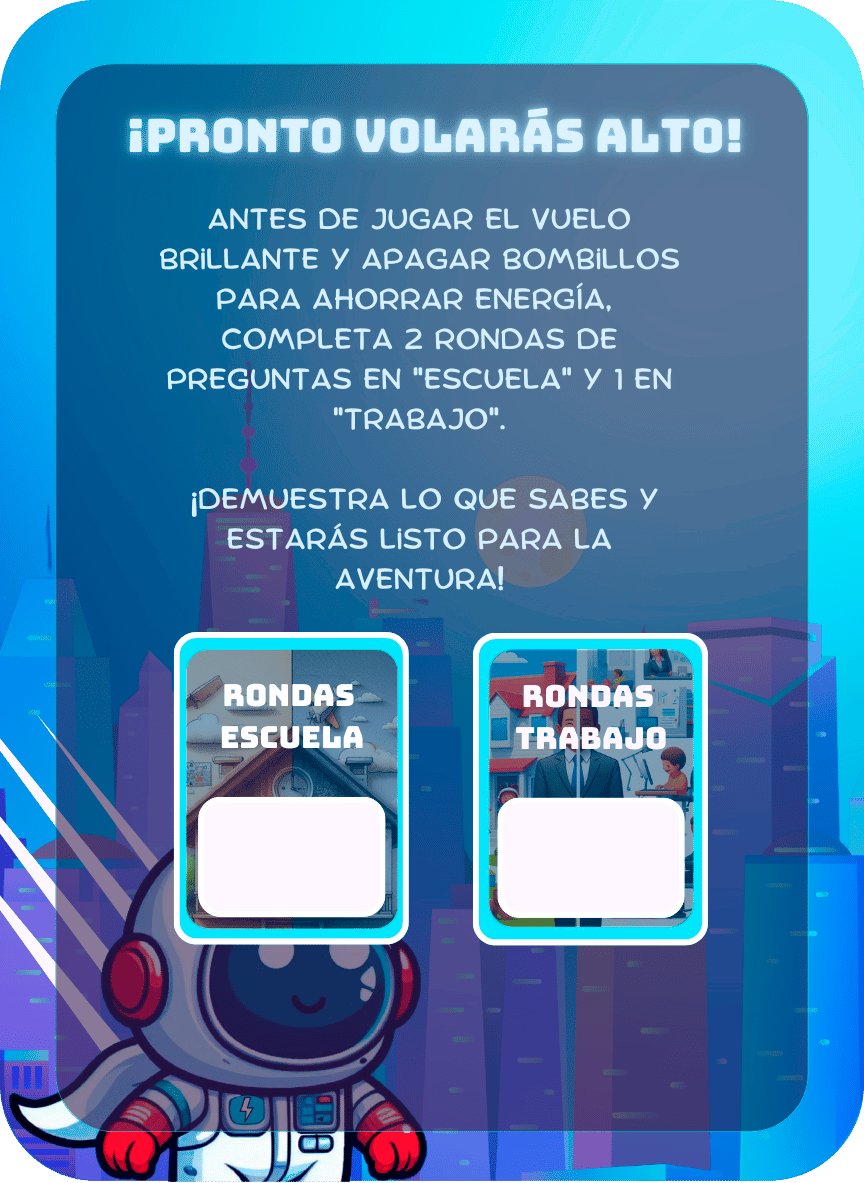 ¡PRONTO VOLARÁS ALTO!
ANTES DE JUGAR EL VUELO
BRILLANTE Y APAGAR BOMBILLOS
PARA AHORRAR ENERGÍA,
COMPLETA 2 RONDAS DE
PREGUNTAS EN "ESCUELA" Y 1 EN
"TRABAJO".
¡DEMUESTRA LO QUE SABES Y
ESTARÁS LISTO PARA LA
AVENTURA!
RONDAS
ESCUELA
RONDAS
TRABAJO